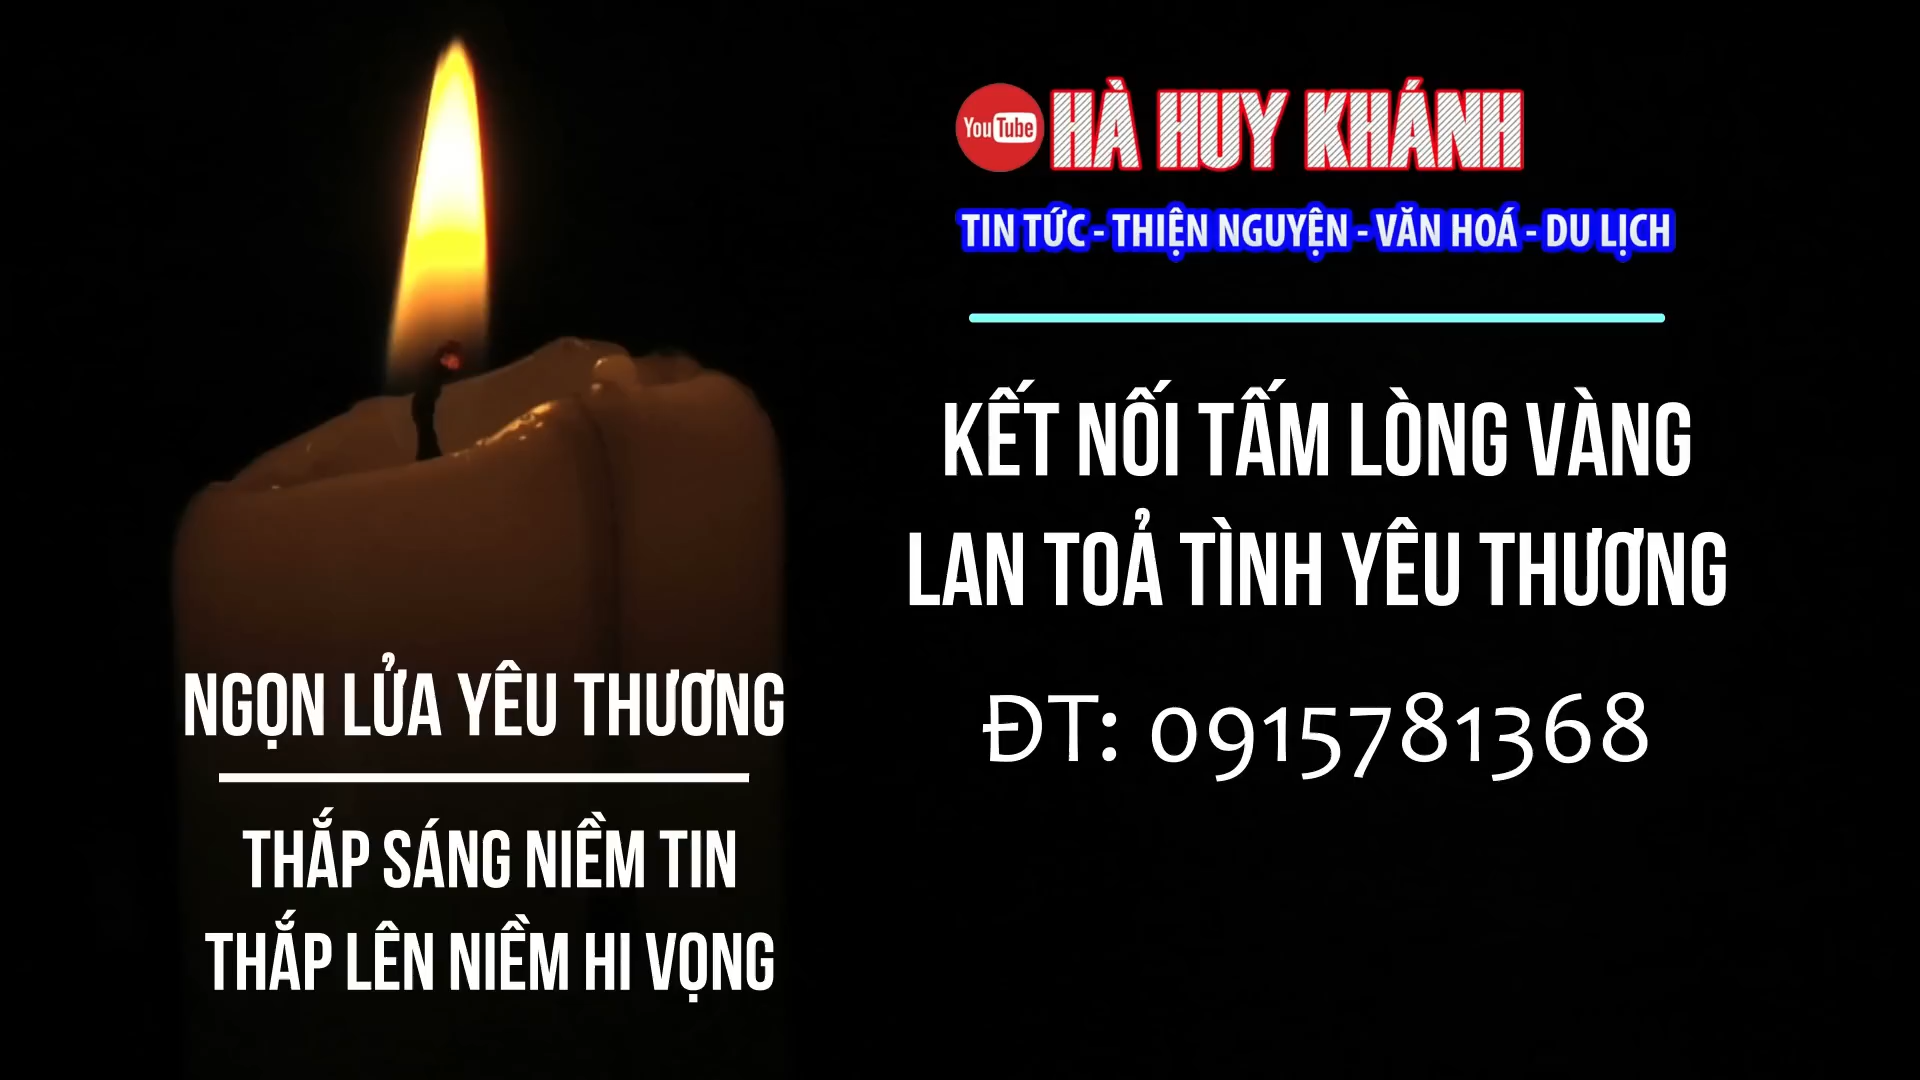 YouTube HÀ HUY KHÁNH
TIN TỨC - THIỆN NGUYỆN - VĂN HOÁ - DU LỊCH
KẾT NỐI TẤM LÒNG VÀNG
LAN TOẢ TÌNH YÊU THƯƠNG
ĐT: 0915781368
NGỌN LỬA YÊU THƯƠNG
THẮP SÁNG NIỀM TIN
THẮP LÊN NIỀM HI VỌNG